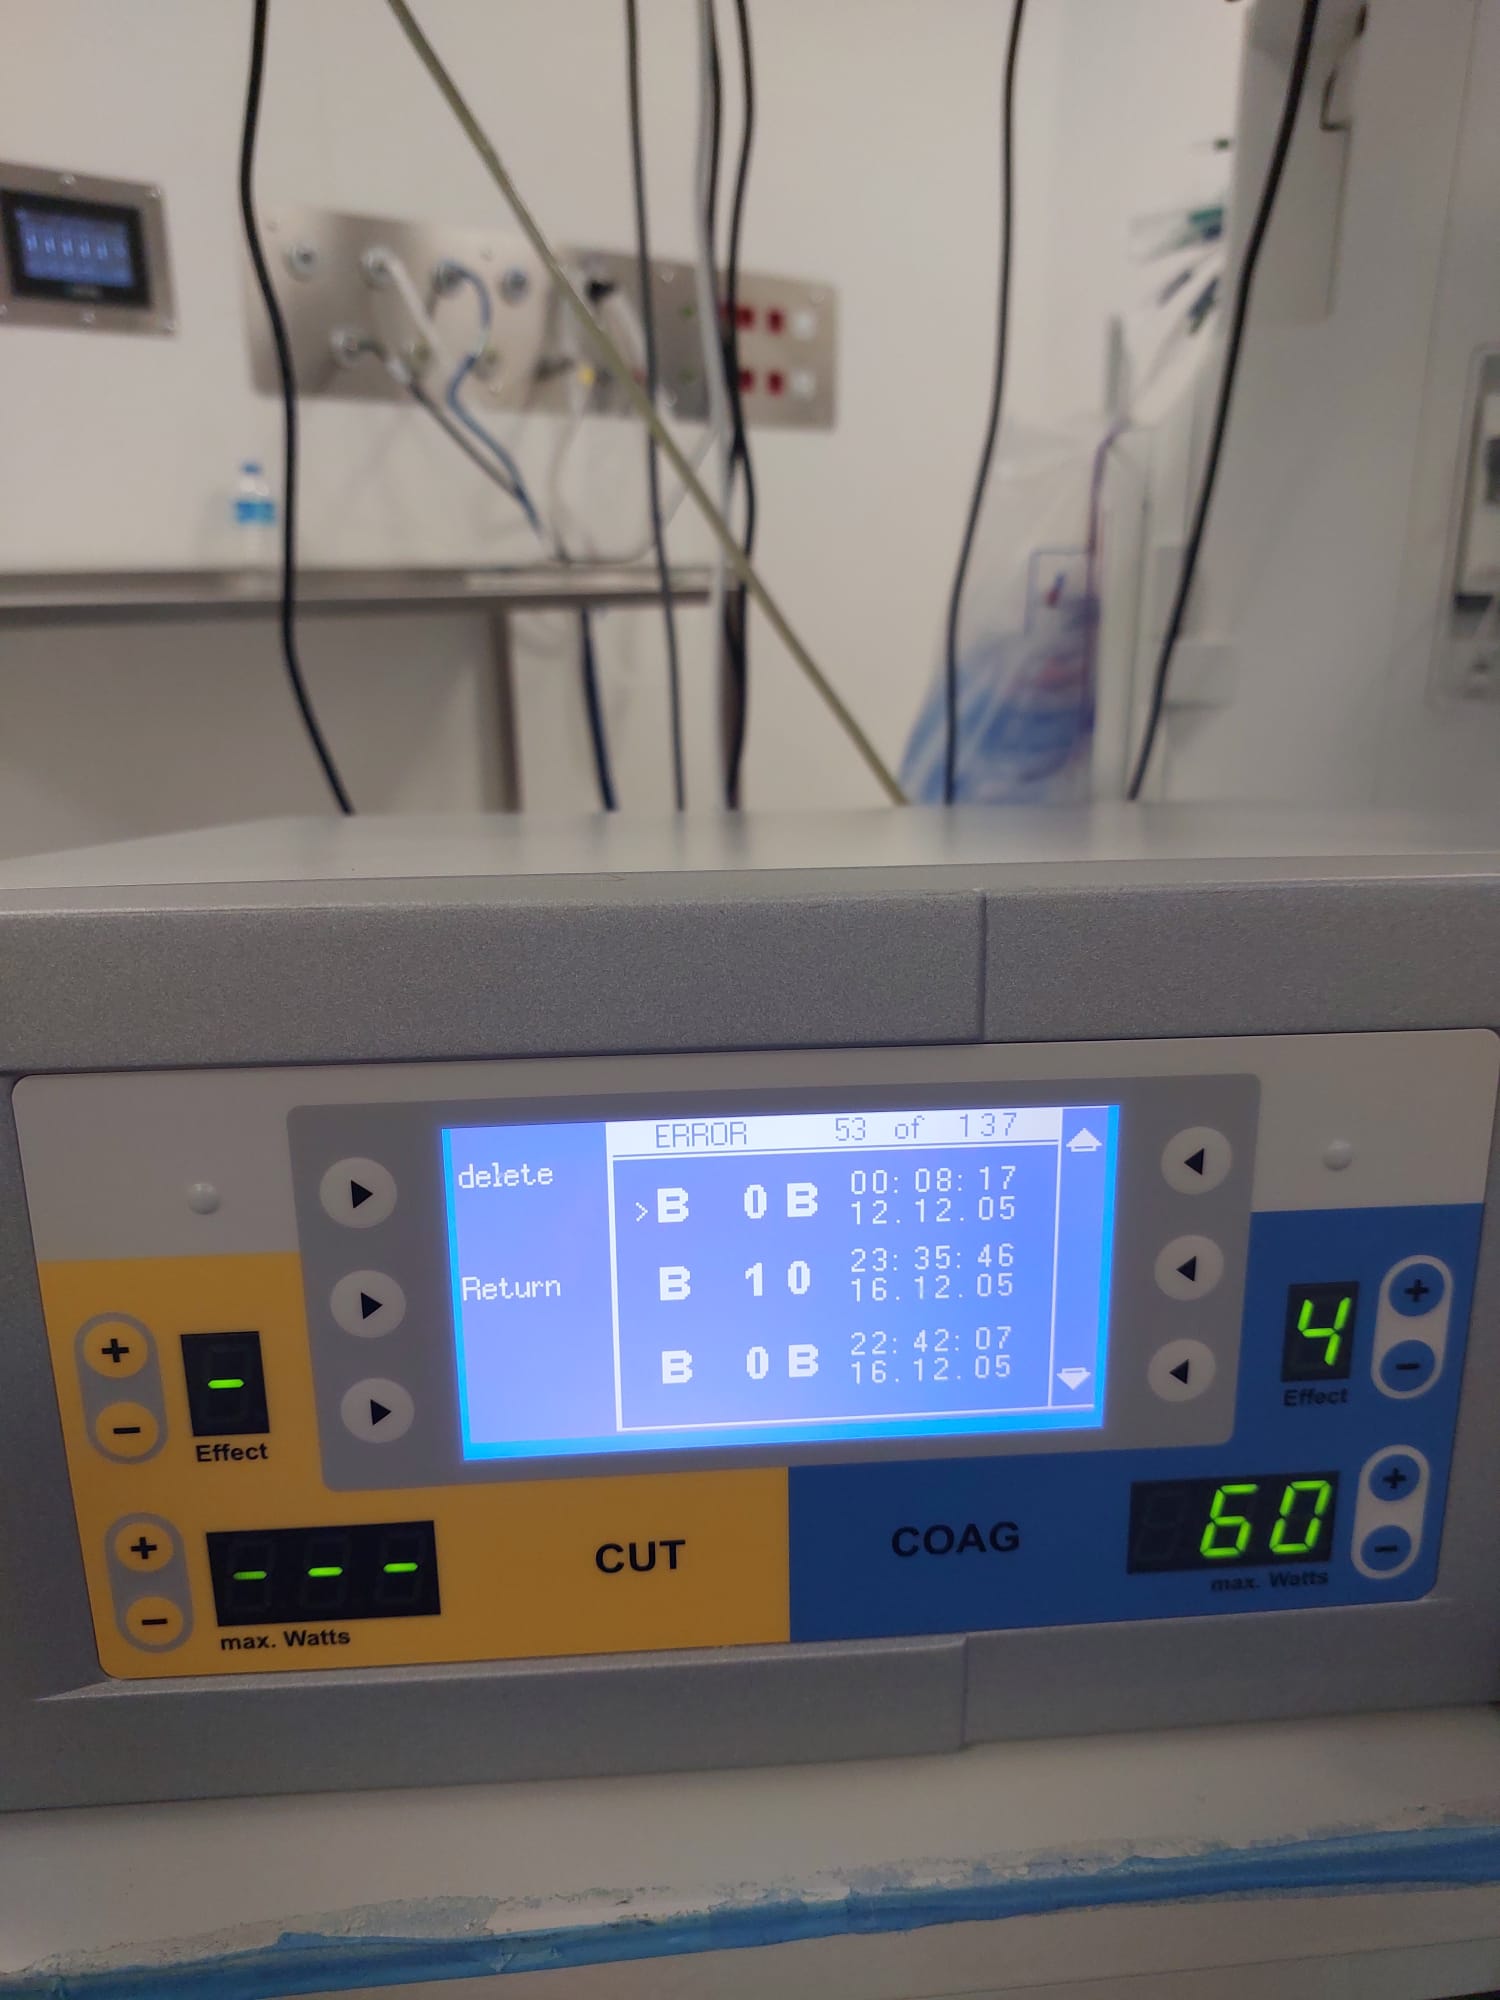 ERROR 53 of 137
delete
>B 0B 00:08:17
12.12.05
Return
B 10 23:35:46
16.12.05
B 0B 22:42:07
16.12.05
+
-
-
Effect
4
+
-
Effect
+
-
- - -
max. Watts
CUT
COAG
60
+
-
max. Watts